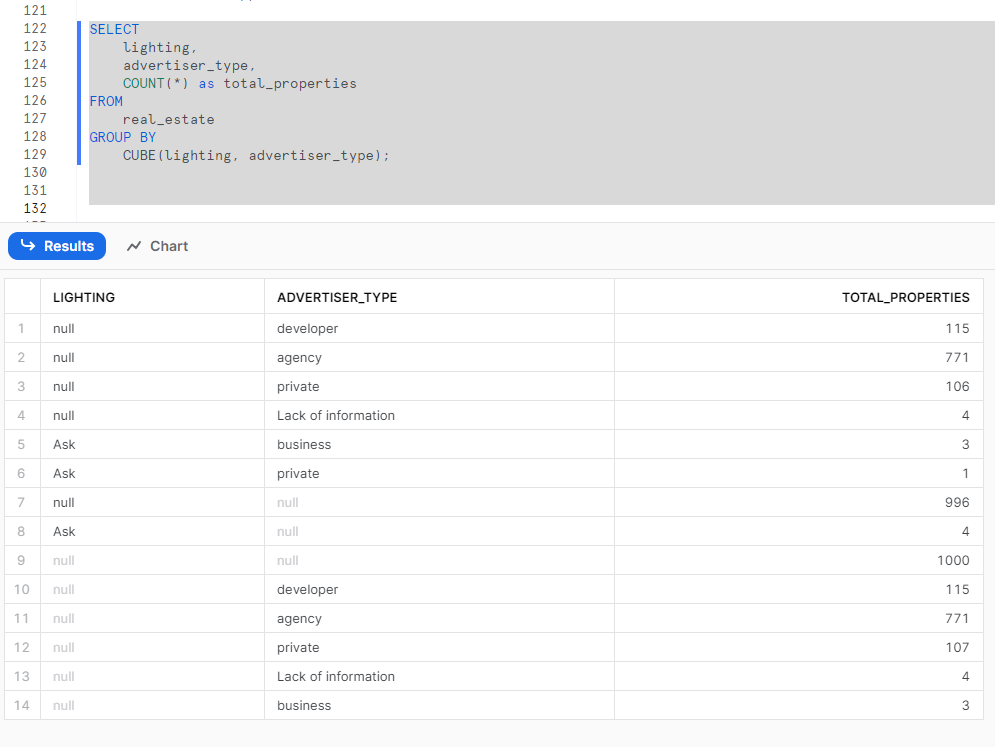 121
122 SELECT
123 lighting,
124 advertiser_type,
125 COUNT(*) as total_properties
126 FROM
127 real_estate
128 GROUP BY
129 CUBE(lighting, advertiser_type);
130
131
132
Results Chart
LIGHTING ADVERTISER_TYPE TOTAL_PROPERTIES
1 null developer 115
2 null agency 771
3 null private 106
4 null Lack of information 4
5 Ask business 3
6 Ask private 1
7 null null 996
8 Ask null 4
9 null null 1000
10 null developer 115
11 null agency 771
12 null private 107
13 null Lack of information 4
14 null business 3